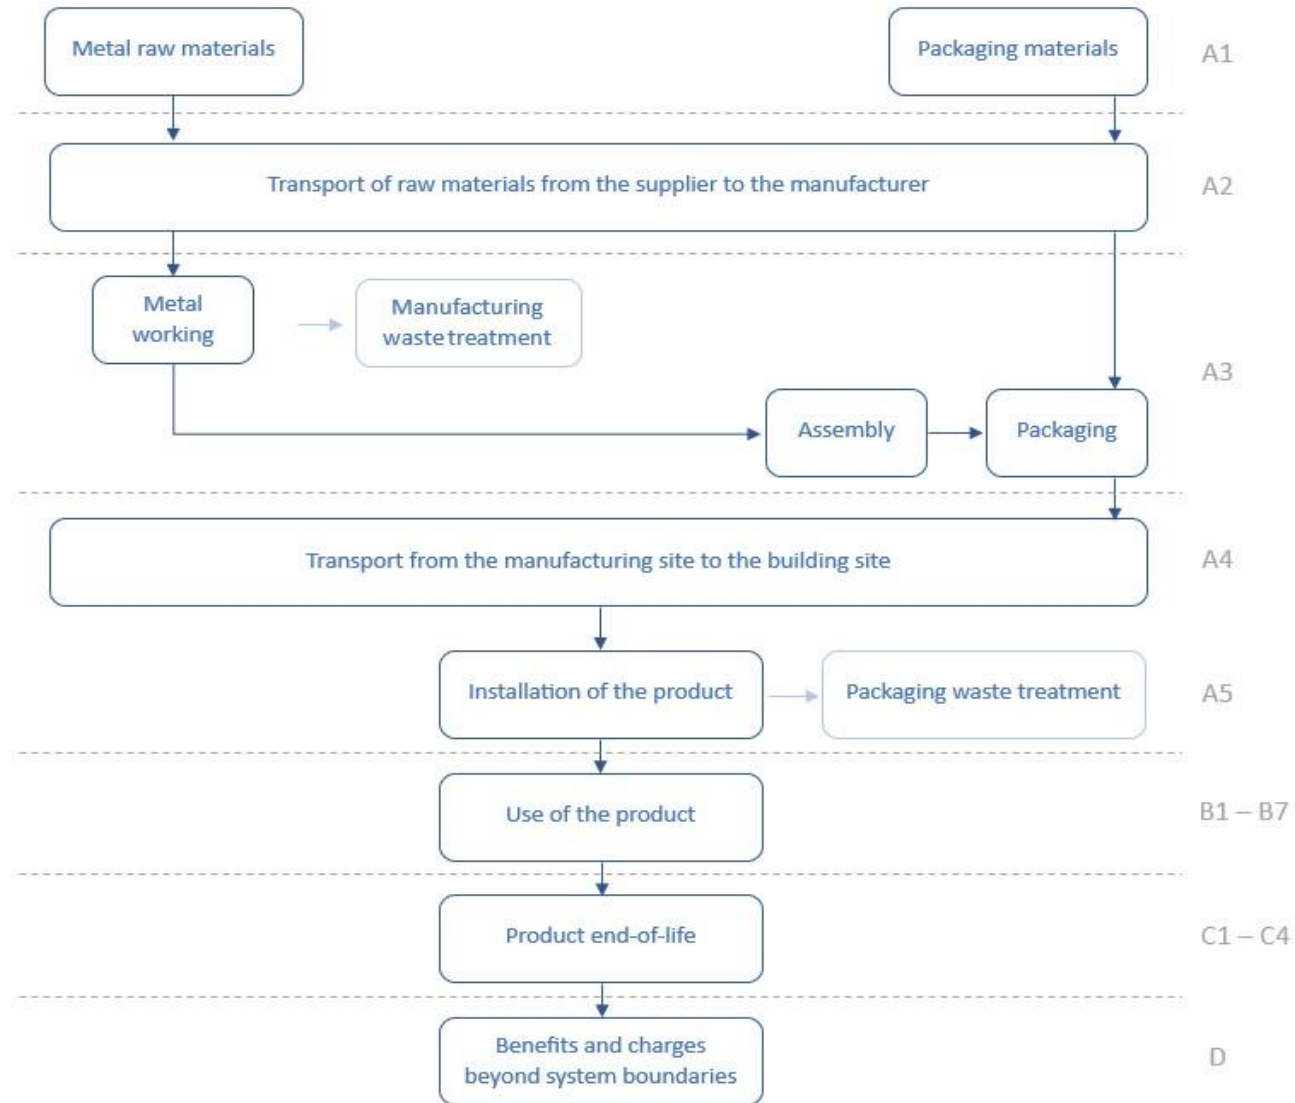 Metal raw materials
Packaging materials
A1
Transport of raw materials from the supplier to the manufacturer
A2
Metal
working
Manufacturing
waste treatment
A3
Assembly
Packaging
Transport from the manufacturing site to the building site
A4
Installation of the product
Packaging waste treatment
A5
Use of the product
B1 – B7
Product end-of-life
C1 – C4
Benefits and charges
beyond system boundaries
D